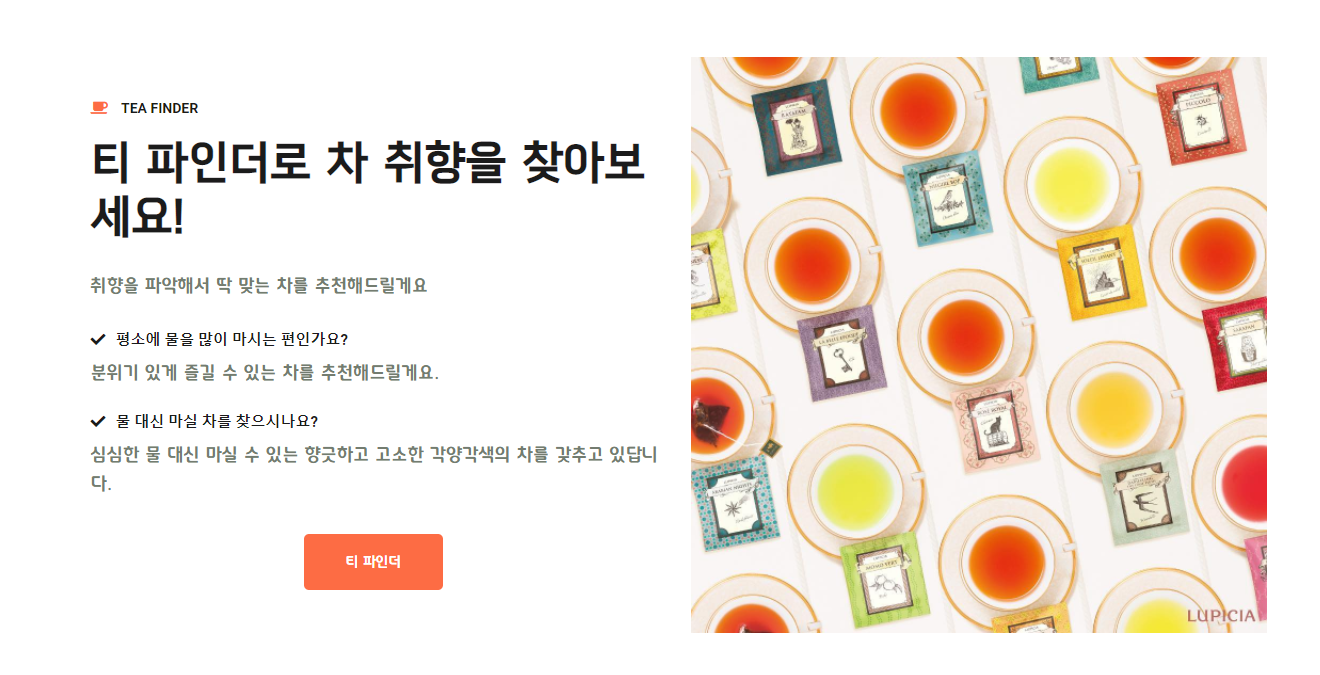 TEA FINDER
티 파인더로 차 취향을 찾아보
세요!
취향을 파악해서 딱 맞는 차를 추천해드릴게요
평소에 물을 많이 마시는 편인가요?
분위기 있게 즐길 수 있는 차를 추천해드릴게요.
물 대신 마실 차를 찾으시나요?
심심한 물 대신 마실 수 있는 향긋하고 고소한 각양각색의 차를 갖추고 있답니
다.
티 파인더
LUPICIA